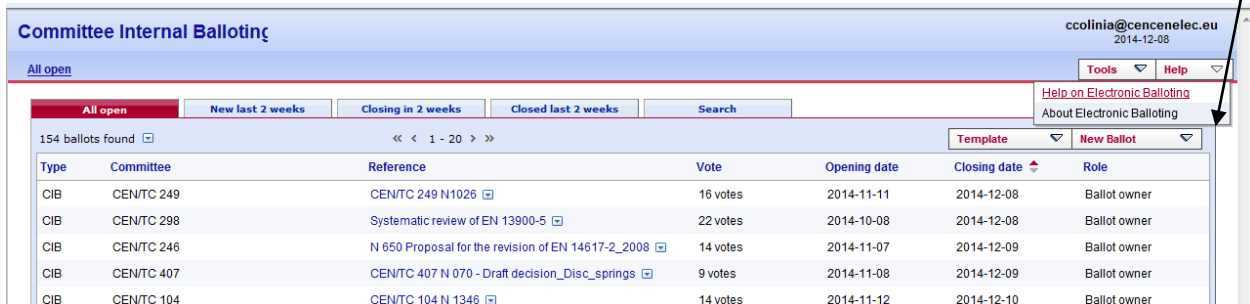 Committee Internal Balloting
ccolinia@cencenelec.eu
2014-12-08
All open
Tools Help
Help on Electronic Balloting
About Electronic Balloting
All open New last 2 weeks Closing in 2 weeks Closed last 2 weeks Search
154 ballots found « < 1 - 20 > » Template New Ballot
Type Committee Reference Vote Opening date Closing date Role
CIB CEN/TC 249 CEN/TC 249 N1026 16 votes 2014-11-11 2014-12-08 Ballot owner
CIB CEN/TC 298 Systematic review of EN 13900-5 22 votes 2014-10-08 2014-12-08 Ballot owner
CIB CEN/TC 246 N 650 Proposal for the revision of EN 14617-2_2008 14 votes 2014-11-07 2014-12-09 Ballot owner
CIB CEN/TC 407 CEN/TC 407 N 070 - Draft decision_Disc_springs 9 votes 2014-11-08 2014-12-09 Ballot owner
CIB CEN/TC 104 CEN/TC 104 N 1346 14 votes 2014-11-12 2014-12-10 Ballot owner